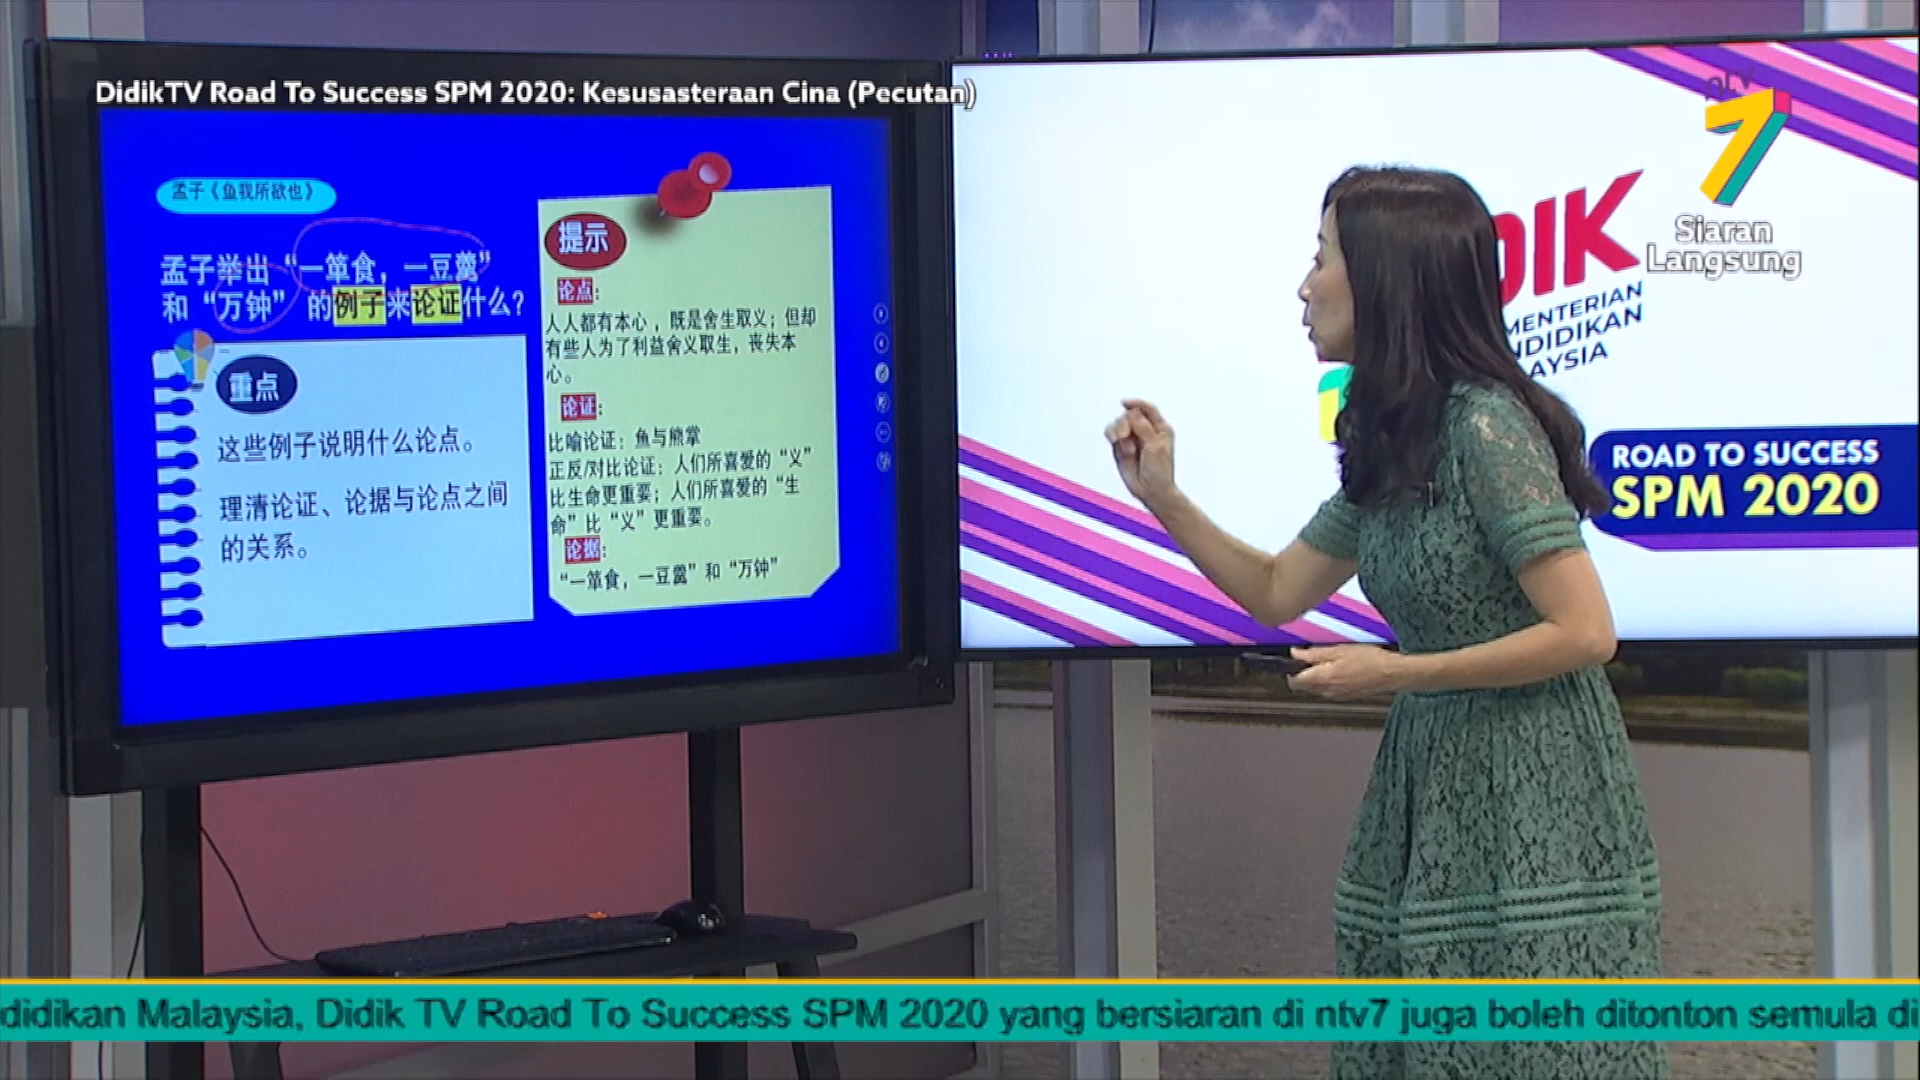 DidikTV Road To Success SPM 2020: Kesusasteraan Cina (Pecutan)
孟子《鱼我所欲也》
孟子举出“一箪食，一豆羹”
和“万钟” 的例子来论证什么？
重点
这些例子说明什么论点。
理清论证、论据与论点之间
的关系。
提示
论点：
人人都有本心，既是舍生取义；但却
有些人为了利益舍义取生，丧失本
心。
论证：
比喻论证：鱼与熊掌
正反/对比论证：人们所喜爱的“义”
比生命更重要；人们所喜爱的“生
命”比“义”更重要。
论据：
“一箪食，一豆羹”和“万钟”
ntv
7
Siaran
Langsung
DIK
MENTERIAN
NDIDIKAN
AYSIA
ROAD TO SUCCESS
SPM 2020
didikan Malaysia, Didik TV Road To Success SPM 2020 yang bersiaran di ntv7 juga boleh ditonton semula di